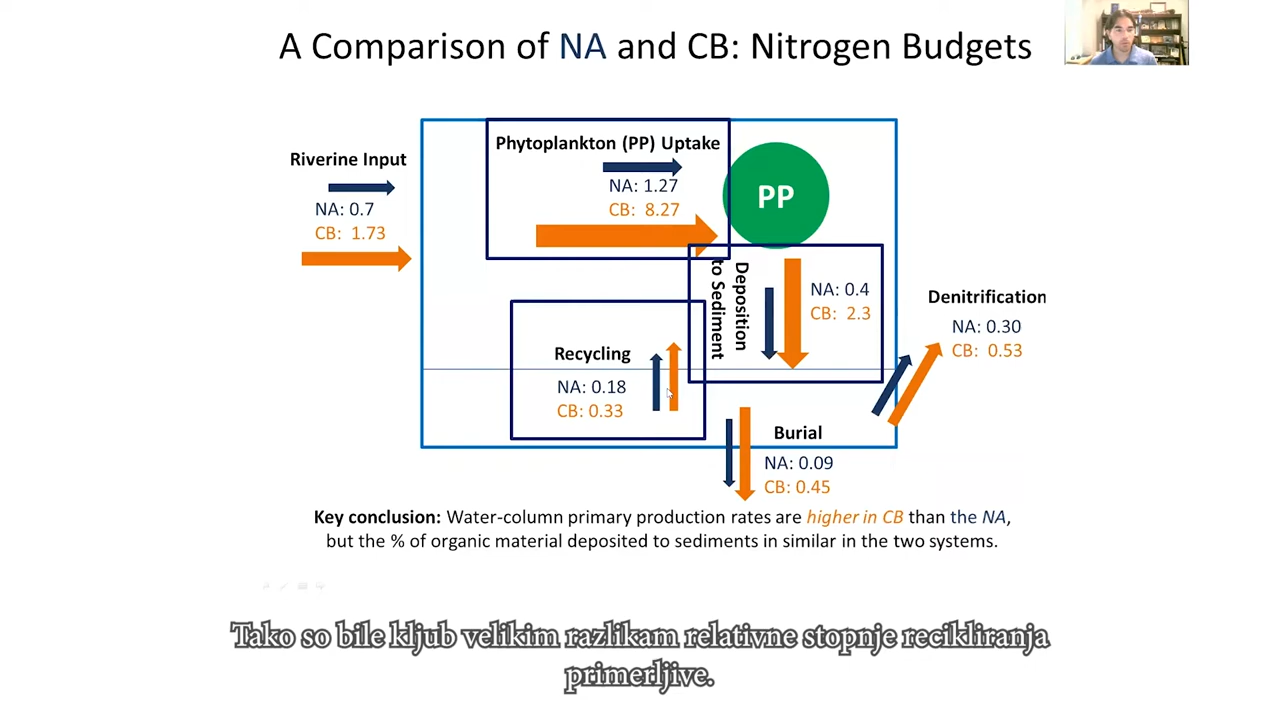 A Comparison of NA and CB: Nitrogen Budgets
Riverine Input
NA: 0.7
CB: 1.73
Phytoplankton (PP) Uptake
NA: 1.27
CB: 8.27
PP
Deposition
to Sediment
NA: 0.4
CB: 2.3
Denitrification
NA: 0.30
CB: 0.53
Recycling
NA: 0.18
CB: 0.33
Burial
NA: 0.09
CB: 0.45
Key conclusion: Water-column primary production rates are higher in CB than the NA,
but the % of organic material deposited to sediments in similar in the two systems.
Tako so bile kljub velikim razlikam relativne stopnje recikliranja
primerljive.